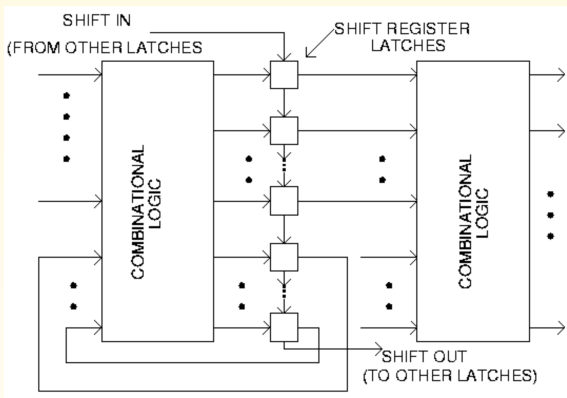 SHIFT IN
(FROM OTHER LATCHES
SHIFT REGISTER
LATCHES
COMBINATIONAL
LOGIC
COMBINATIONAL
LOGIC
SHIFT OUT
(TO OTHER LATCHES)